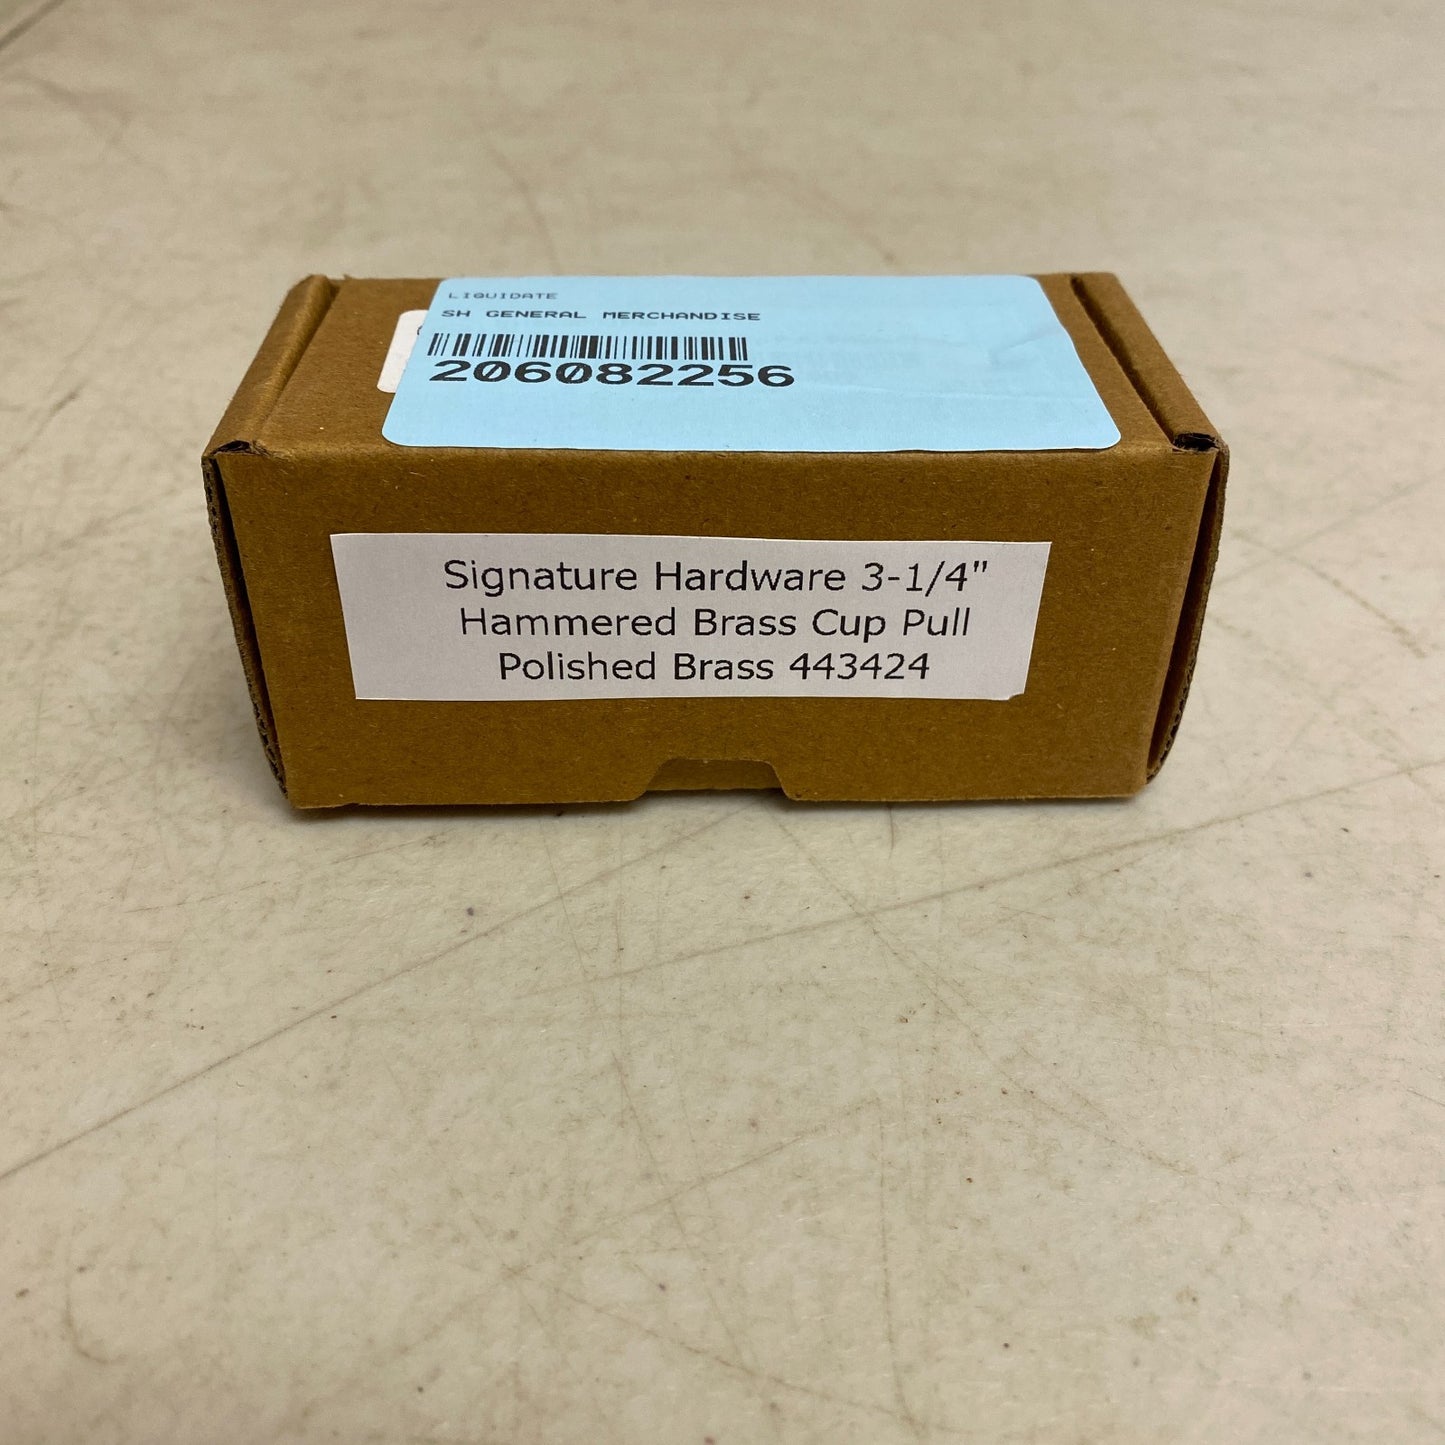 LIQUIDATE
SH GENERAL MERCHANDISE
206082256
Signature Hardware 3-1/4"
Hammered Brass Cup Pull
Polished Brass 443424